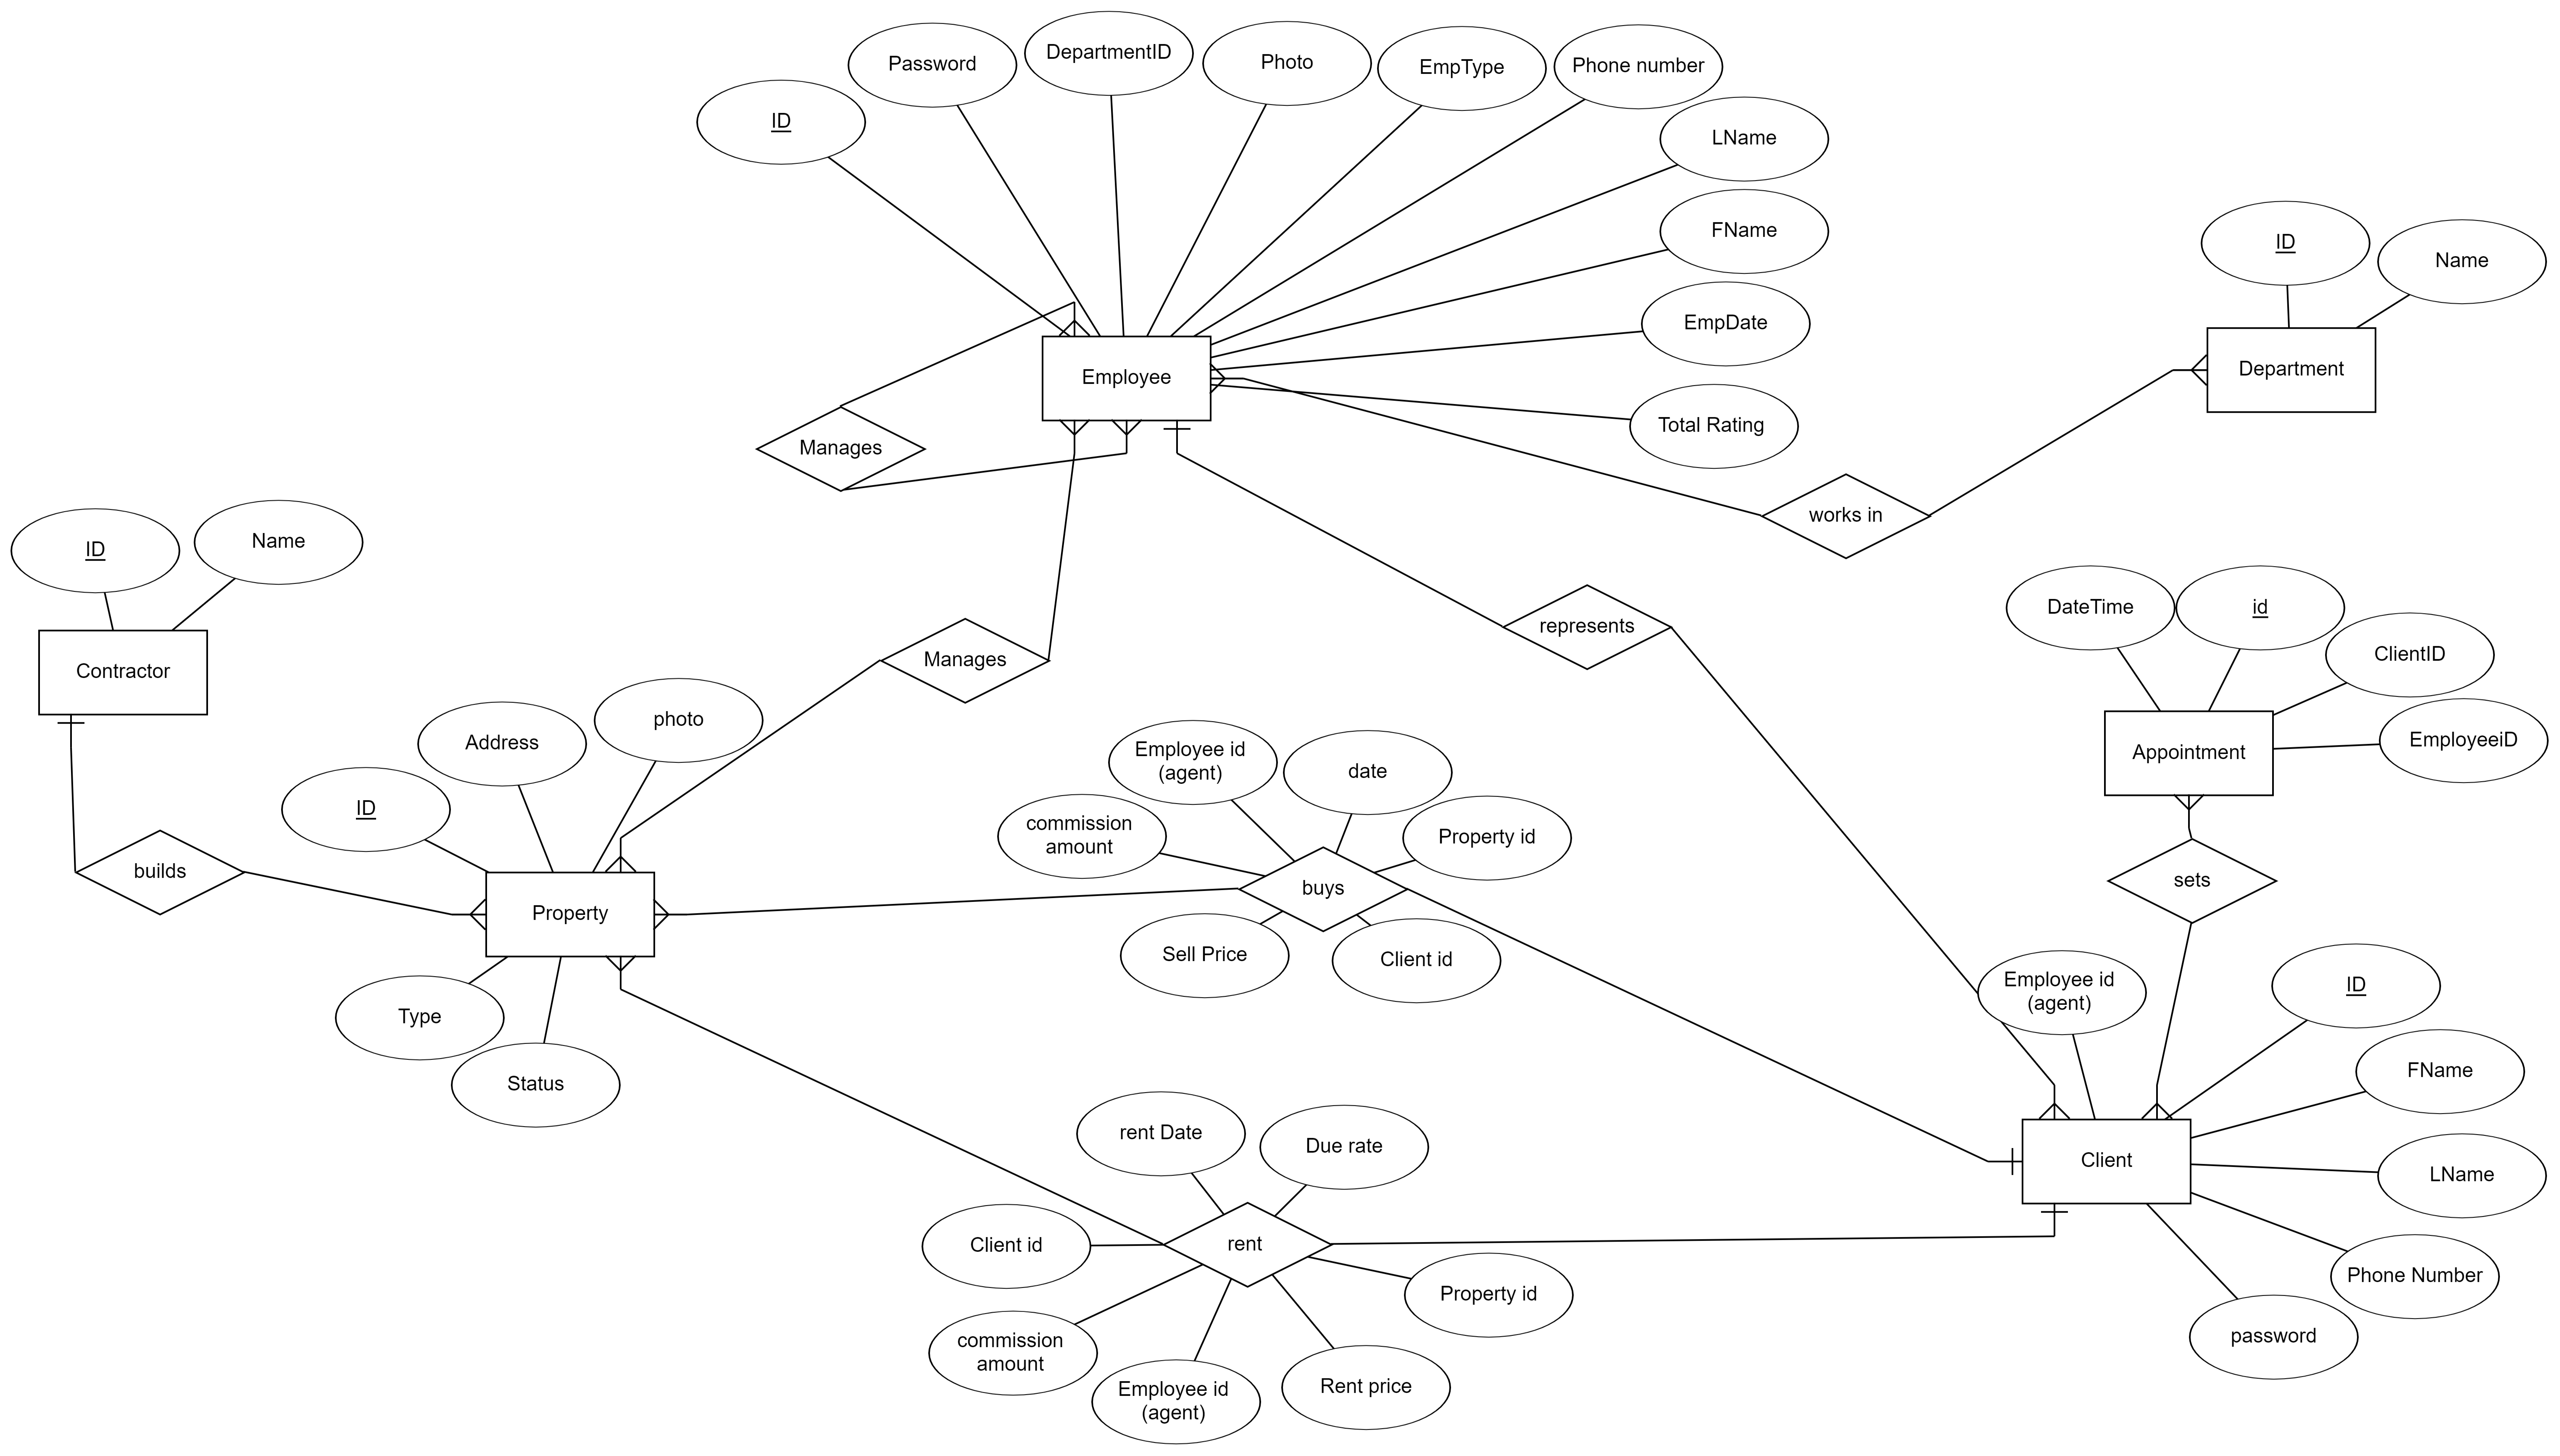 Password
DepartmentID
Photo
EmpType
Phone number
ID
LName
FName
EmpDate
Total Rating
Employee
Manages
ID
Name
Department
works in
ID
Name
Contractor
builds
Manages
represents
DateTime
id
ClientID
EmployeeiD
Appointment
sets
ID
Address
photo
Property
Type
Status
Employee id
(agent)
date
commission
amount
Property id
buys
Sell Price
Client id
Employee id
(agent)
ID
FName
LName
Phone Number
password
Client
rent Date
Due rate
Client id
rent
Property id
commission
amount
Employee id
(agent)
Rent price